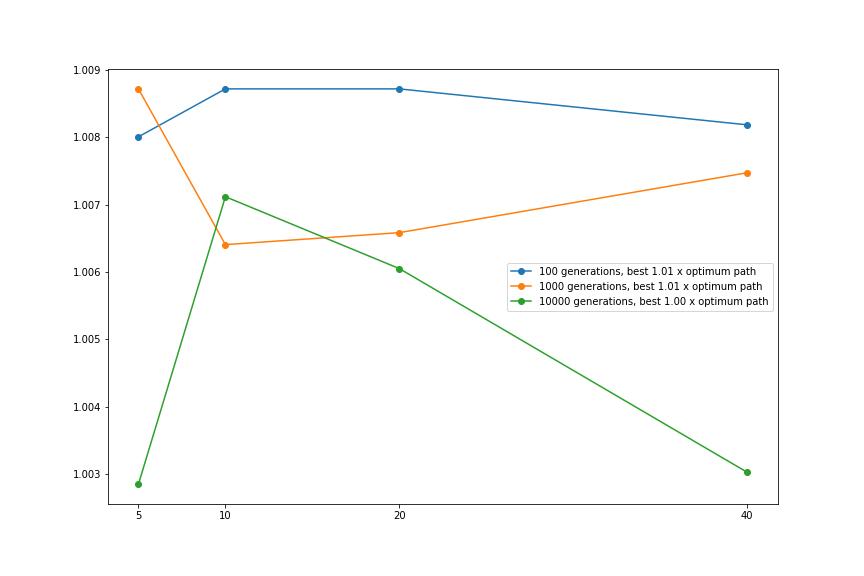 1.009
1.008
1.007
1.006
1.005
1.004
1.003
100 generations, best 1.01 x optimum path
1000 generations, best 1.01 x optimum path
10000 generations, best 1.00 x optimum path
5 10 20 40